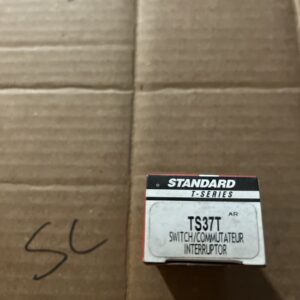 STANDARD
T-SERIES
AR
TS37T
SWITCH/COMMUTATEUR
INTERRUPTOR
SL